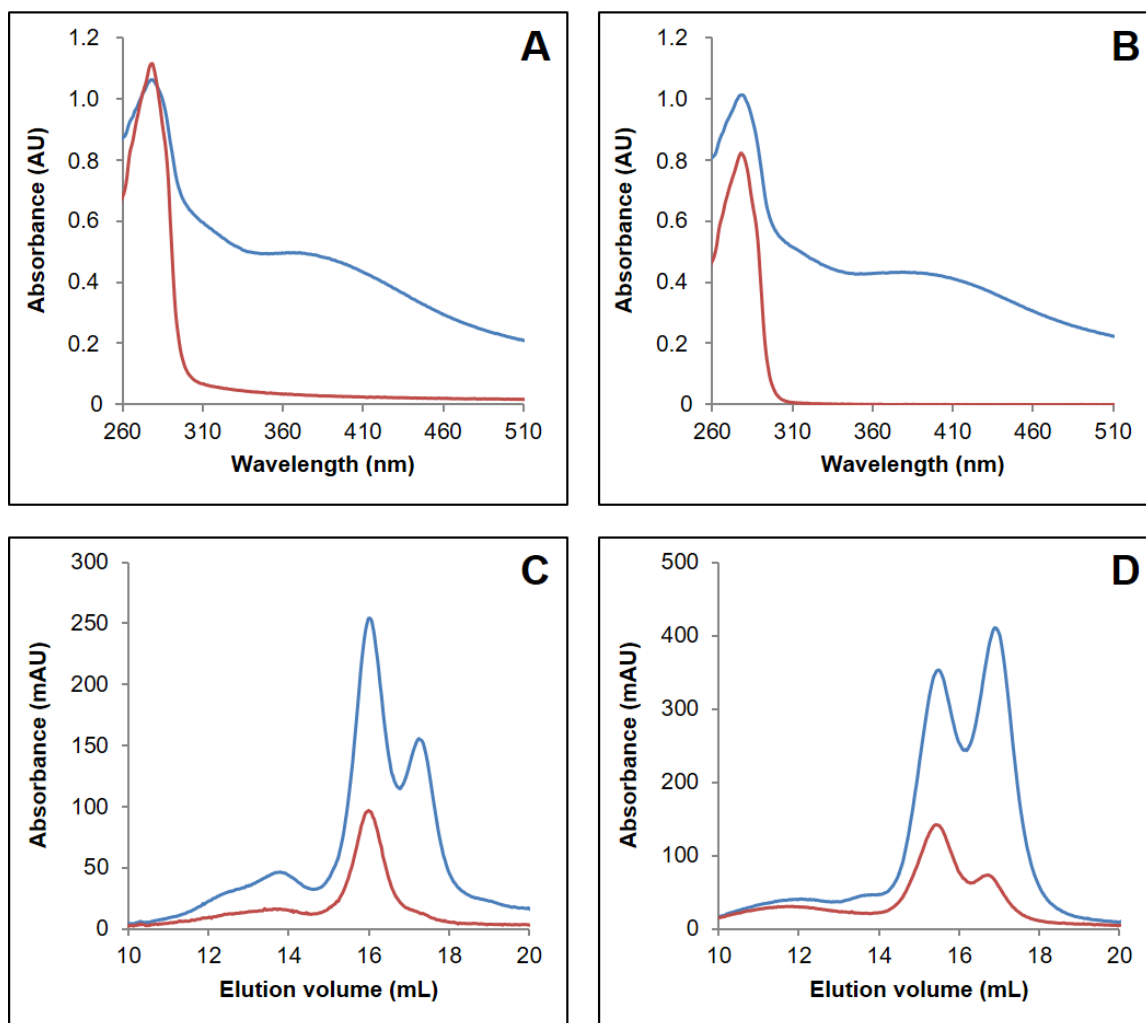 A
1.2
1.0
0.8
0.6
0.4
0.2
0
Absorbance (AU)
260 310 360 410 460 510
Wavelength (nm)
B
1.2
1.0
0.8
0.6
0.4
0.2
0
Absorbance (AU)
260 310 360 410 460 510
Wavelength (nm)
C
300
250
200
150
100
50
0
Absorbance (mAU)
10 12 14 16 18 20
Elution volume (mL)
D
500
400
300
200
100
0
Absorbance (mAU)
10 12 14 16 18 20
Elution volume (mL)